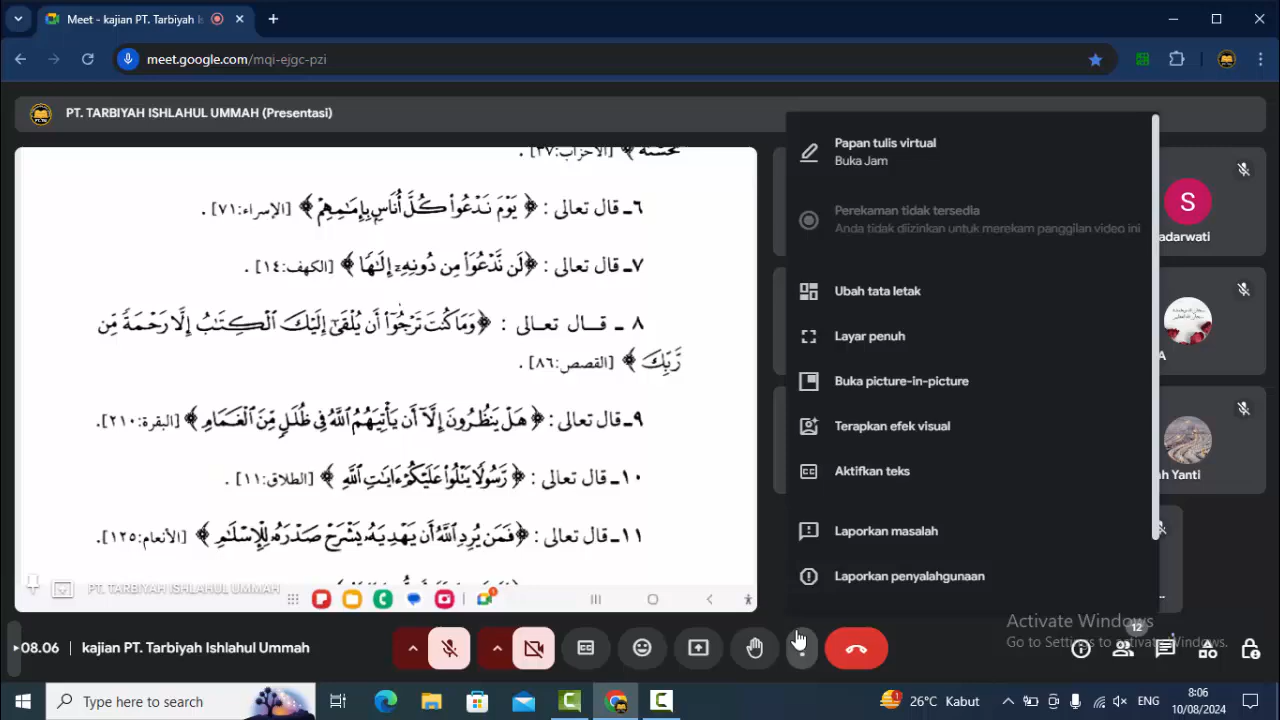 Meet - kajian PT. Tarbiyah Is
meet.google.com/mqi-ejgc-pzi
PT. TARBIYAH ISHLAHUL UMMAH (Presentasi)
[الأحزاب:٣٧] .
٦ـ قال تعالى : ﴿ يَوْمَ نَدْعُوا۟ كُلَّ أُنَاسٍۭ بِإِمَـٰمِهِمْ ﴾ [الإسراء:٧١] .
٧ـ قال تعالى : ﴿لَن نَّدْعُوَا۟ مِن دُونِهِۦٓ إِلَـٰهًا ﴾ [الكهف:١٤] .
٨ ـ قـــال تعـــالى : ﴿وَمَا كُنتَ تَرْجُوٓا۟ أَن يُلْقَىٰٓ إِلَيْكَ ٱلْكِتَـٰبُ إِلَّا رَحْمَةً مِّن
رَّبِّكَ ﴾ [القصص:٨٦] .
٩ـ قال تعالى : ﴿ هَلْ يَنظُرُونَ إِلَّآ أَن يَأْتِيَهُمُ ٱللَّهُ فِى ظُلَلٍ مِّنَ ٱلْغَمَامِ ﴾ [البقرة:٢١٠].
١٠ـ قال تعالى : ﴿ رَّسُولًا يَتْلُوا۟ عَلَيْكُمْ ءَايَـٰتِ ٱللَّهِ ﴾ [الطلاق:١١] .
١١ـ قال تعالى : ﴿فَمَن يُرِدِ ٱللَّهُ أَن يَهْدِيَهُۥ يَشْرَحْ صَدْرَهُۥ لِلْإِسْلَـٰمِ ﴾ [الأنعام:١٢٥].
PT. TARBIYAH ISHLAHUL UMMAH
Papan tulis virtual
Buka Jam
Perekaman tidak tersedia
Anda tidak diizinkan untuk merekam panggilan video ini
Ubah tata letak
Layar penuh
Buka picture-in-picture
Terapkan efek visual
Aktifkan teks
Laporkan masalah
Laporkan penyalahgunaan
S
adarwati
A
ah Yanti
Activate Windows
Go to Settings to activate Windows.
12
08.06 | kajian PT. Tarbiyah Ishlahul Ummah
Type here to search
26°C Kabut
ENG
8:06
10/08/2024